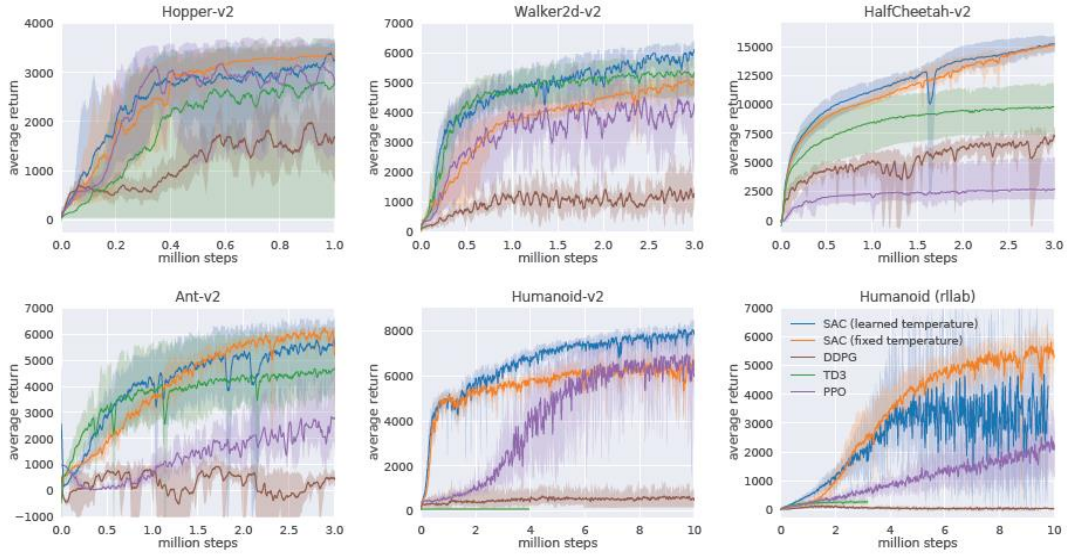 Hopper-v2
4000
3000
2000
1000
0
average return
0.0 0.2 0.4 0.6 0.8 1.0
million steps
Walker2d-v2
7000
6000
5000
4000
3000
2000
1000
0
average return
0.0 0.5 1.0 1.5 2.0 2.5 3.0
million steps
HalfCheetah-v2
15000
12500
10000
7500
5000
2500
0
average return
0.0 0.5 1.0 1.5 2.0 2.5 3.0
million steps
Ant-v2
7000
6000
5000
4000
3000
2000
1000
0
−1000
average return
0.0 0.5 1.0 1.5 2.0 2.5 3.0
million steps
Humanoid-v2
8000
6000
4000
2000
0
average return
0 2 4 6 8 10
million steps
Humanoid (rllab)
7000
6000
5000
4000
3000
2000
1000
0
average return
SAC (learned temperature)
SAC (fixed temperature)
DDPG
TD3
PPO
0 2 4 6 8 10
million steps